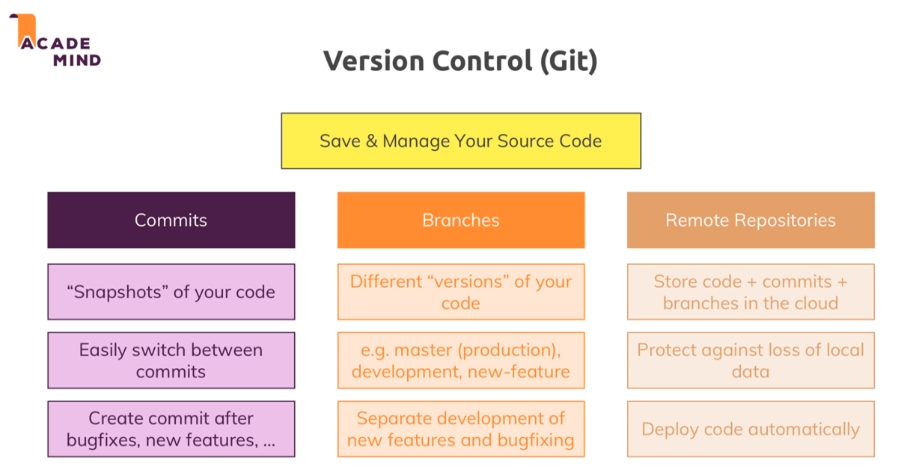 ACADE
MIND
Version Control (Git)
Save & Manage Your Source Code
Commits
"Snapshots" of your code
Easily switch between
commits
Create commit after
bugfixes, new features, ...
Branches
Different "versions" of your
code
e.g. master (production),
development, new-feature
Separate development of
new features and bugfixing
Remote Repositories
Store code + commits +
branches in the cloud
Protect against loss of local
data
Deploy code automatically